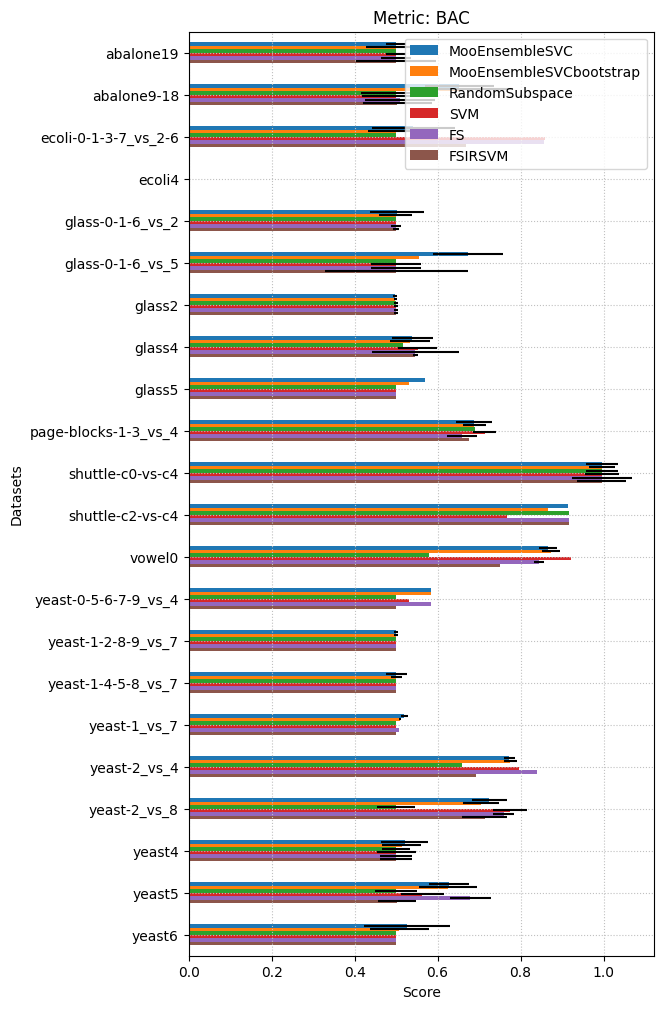 Metric: BAC
MooEnsembleSVC
MooEnsembleSVCbootstrap
RandomSubspace
SVM
FS
FSIRSVM
Datasets
abalone19
abalone9-18
ecoli-0-1-3-7_vs_2-6
ecoli4
glass-0-1-6_vs_2
glass-0-1-6_vs_5
glass2
glass4
glass5
page-blocks-1-3_vs_4
shuttle-c0-vs-c4
shuttle-c2-vs-c4
vowel0
yeast-0-5-6-7-9_vs_4
yeast-1-2-8-9_vs_7
yeast-1-4-5-8_vs_7
yeast-1_vs_7
yeast-2_vs_4
yeast-2_vs_8
yeast4
yeast5
yeast6
0.0 0.2 0.4 0.6 0.8 1.0
Score